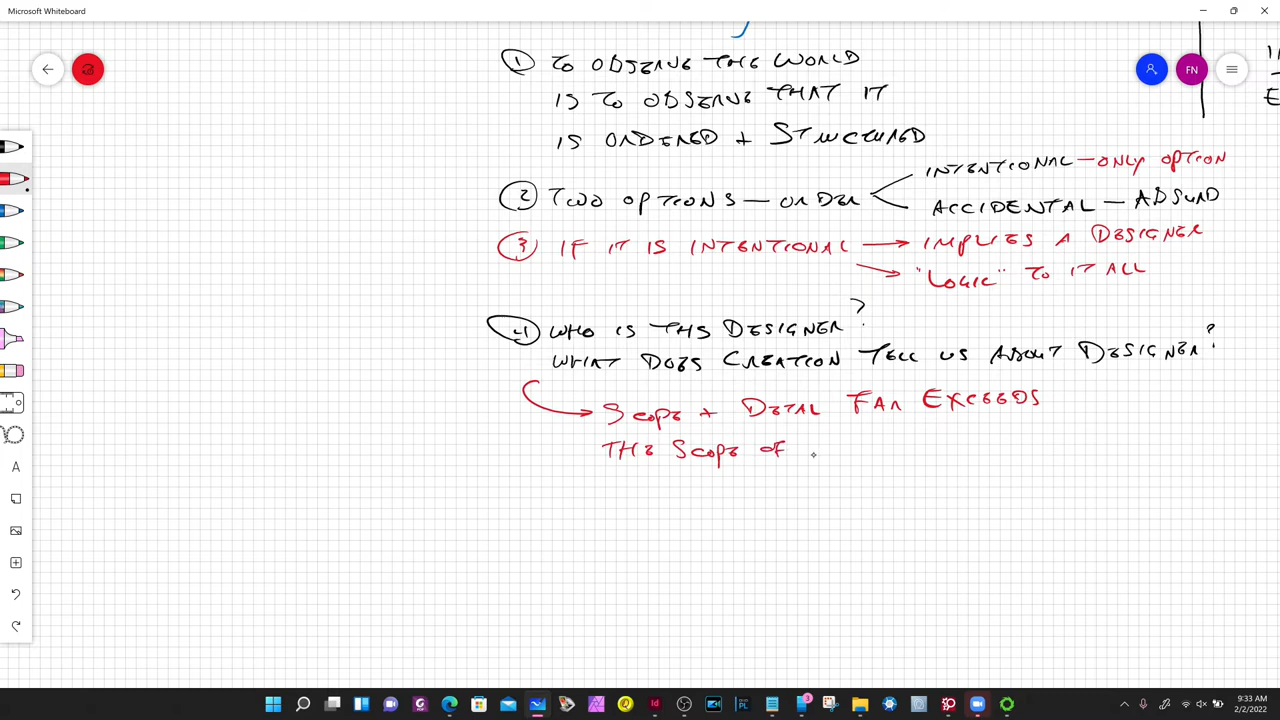 Microsoft Whiteboard
FN
① TO OBSERVE THE WORLD
IS TO OBSERVE THAT IT
IS ORDERED + STRUCTURED
② TWO OPTIONS — ORDER
INTENTIONAL — ONLY OPTION
ACCIDENTAL — ABSURD
③ IF IT IS INTENTIONAL → IMPLIES A DESIGNER
→ "LOGIC" TO IT ALL
④ WHO IS THE DESIGNER?
WHAT DOES CREATION TELL US ABOUT DESIGNER?
→ SCOPE + DETAIL FAR EXCEEDS
THE SCOPE OF
A
3
9:33 AM
2/2/2022